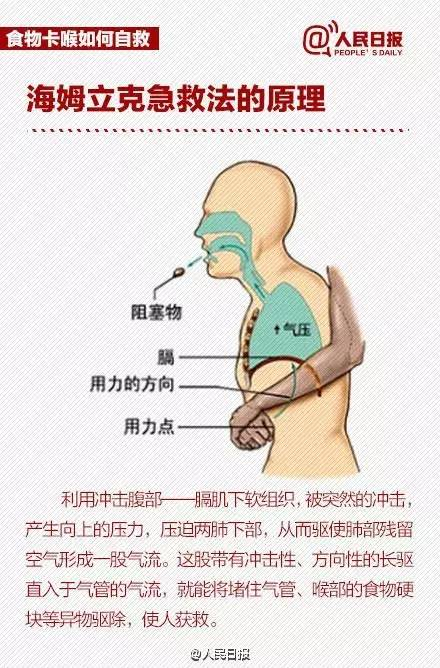 食物卡喉如何自救
@人民日报
PEOPLE'S DAILY
海姆立克急救法的原理
阻塞物
气压
膈
用力的方向
用力点
利用冲击腹部——膈肌下软组织，被突然的冲击，
产生向上的压力，压迫两肺下部，从而驱使肺部残留
空气形成一股气流。这股带有冲击性、方向性的长驱
直入于气管的气流，就能将堵住气管、喉部的食物硬
块等异物驱除，使人获救。
@人民日报